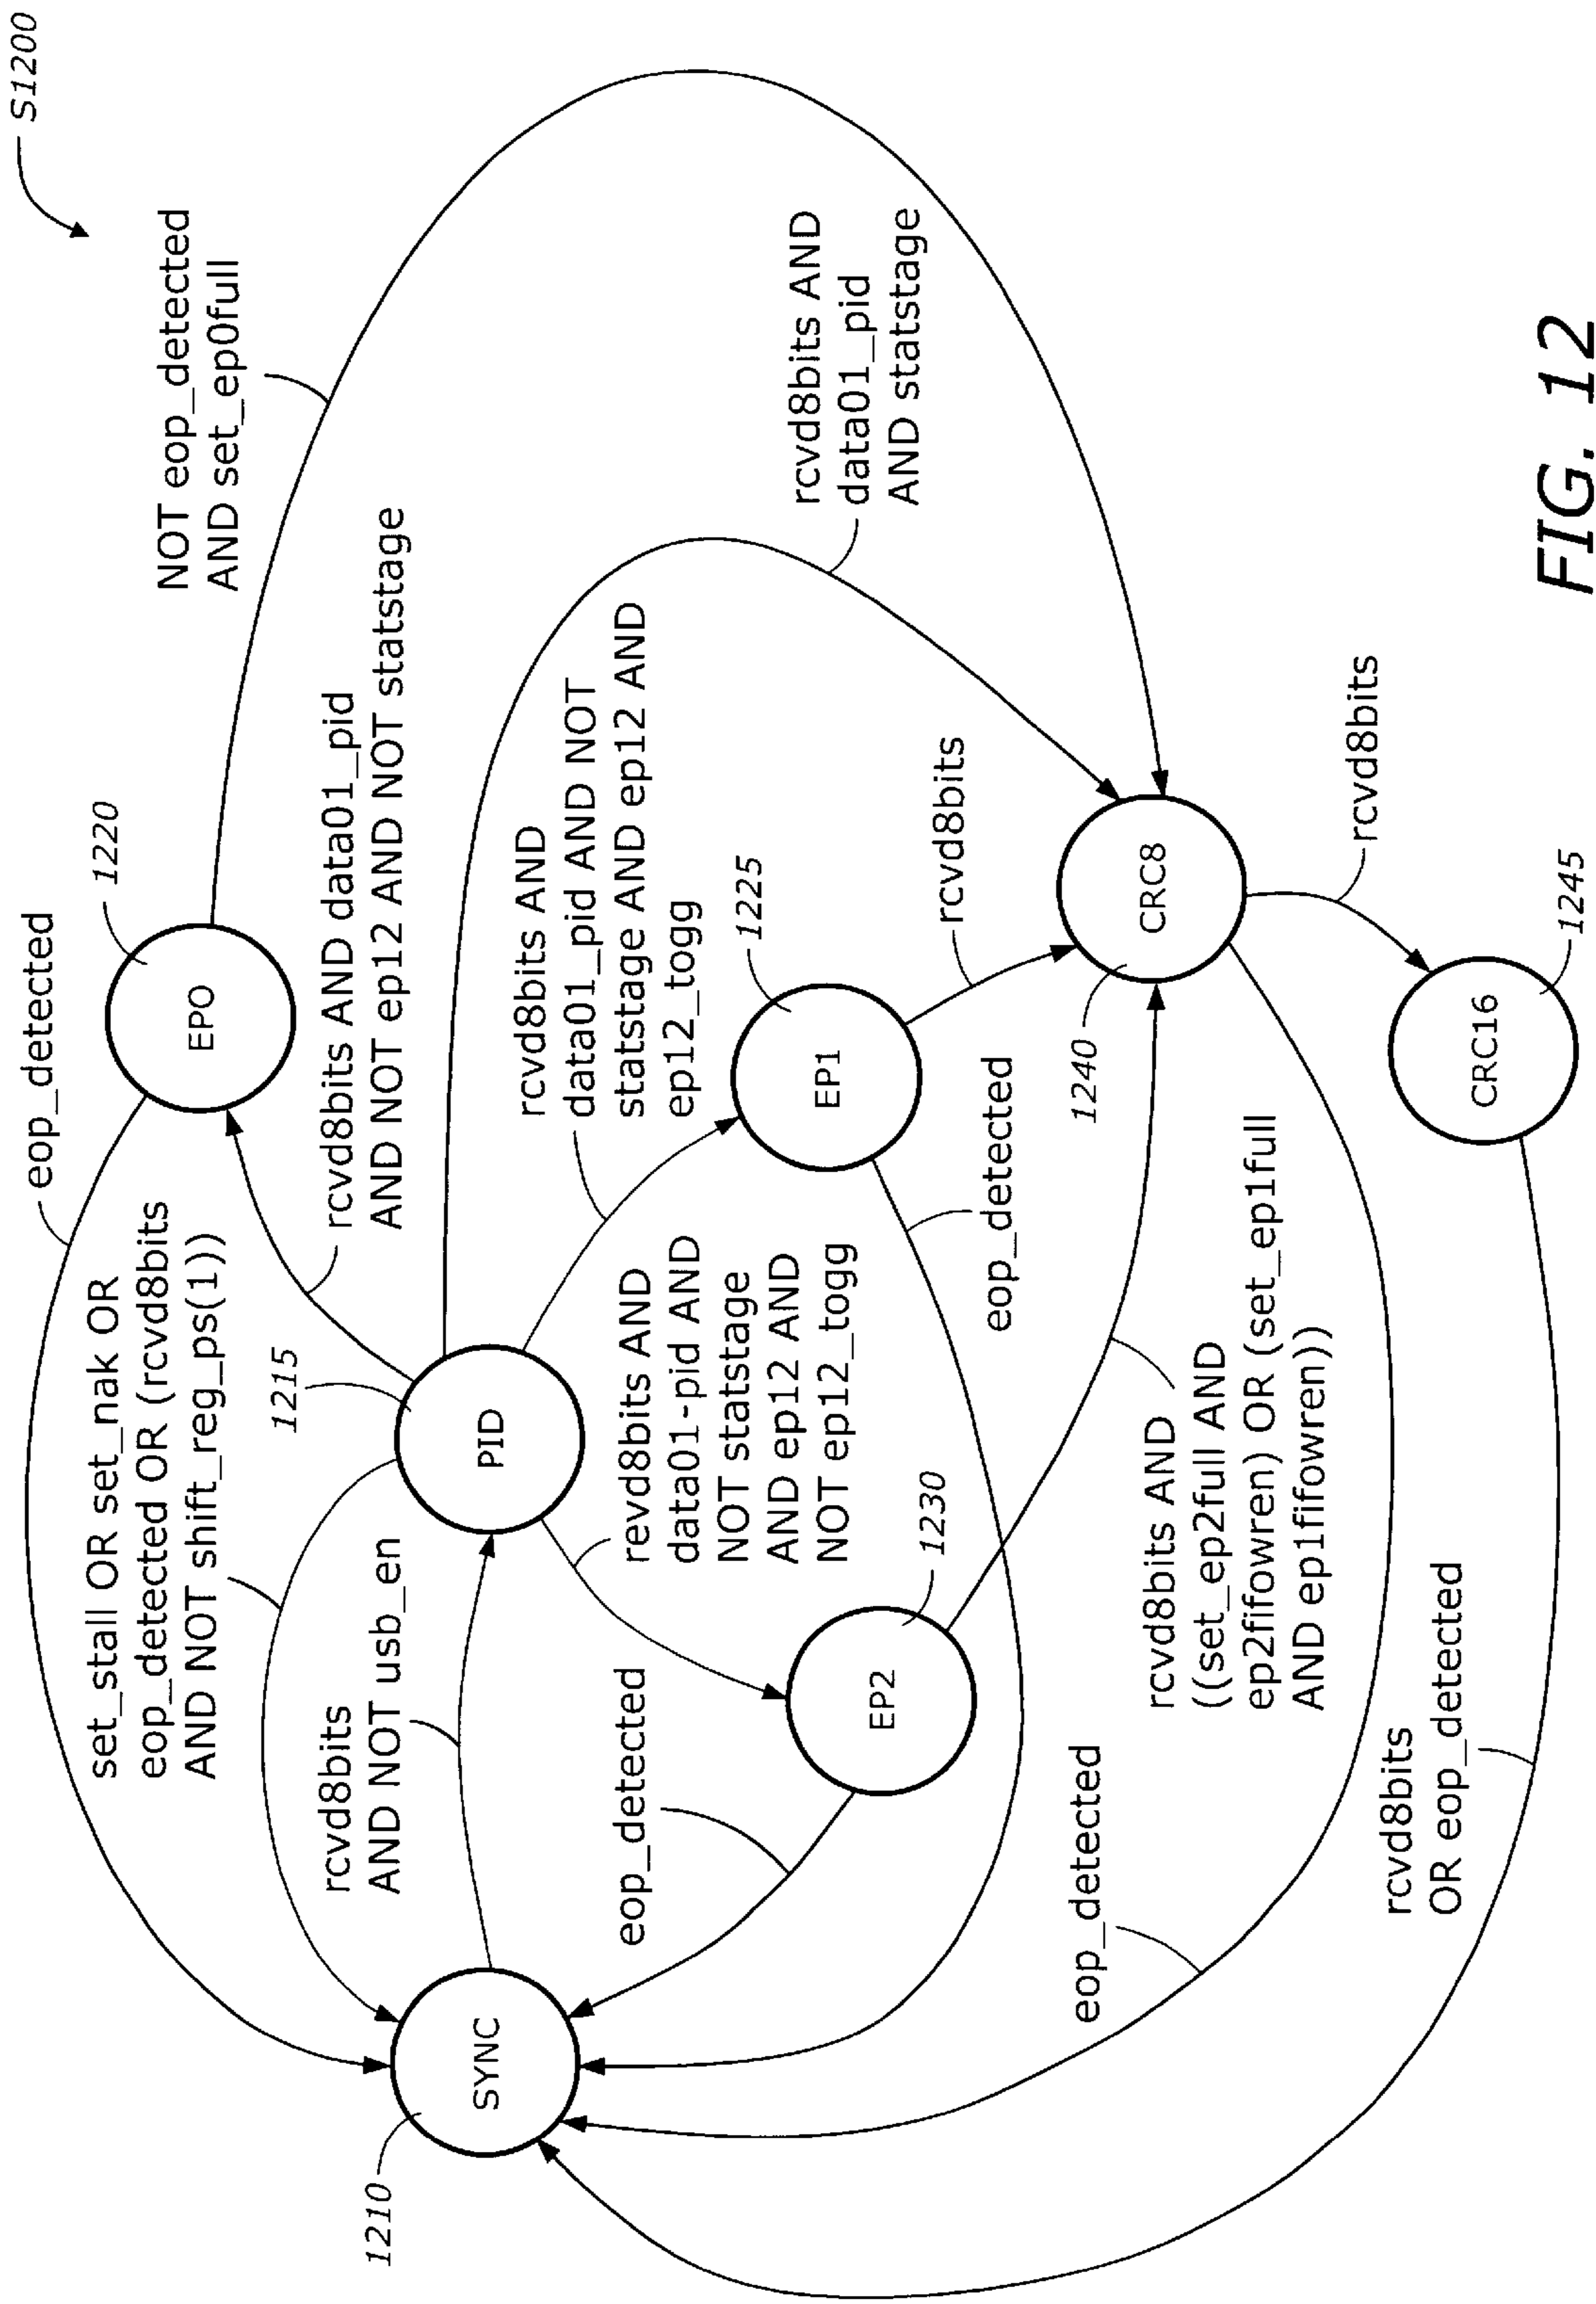 S1200
eop_detected
1220
EPO
NOT eop_detected
AND set_ep0full
set_stall OR set_nak OR
eop_detected OR (rcvd8bits
AND NOT shift_reg_ps(1))
rcvd8bits AND data01_pid
AND NOT ep12 AND NOT statstage
1215
PID
rcvd8bits
AND NOT usb_en
1210
SYNC
rcvd8bits AND
data01_pid AND NOT
statstage AND ep12 AND
ep12_togg
rcvd8bits AND
data01_pid
AND statstage
revd8bits AND
data01-pid AND
NOT statstage
AND ep12 AND
NOT ep12_togg
1225
EP1
eop_detected
1230
EP2
eop_detected
rcvd8bits
1240
CRC8
rcvd8bits AND
((set_ep2full AND
ep2fifowren) OR (set_ep1full
AND ep1fifowren))
eop_detected
rcvd8bits
1245
CRC16
rcvd8bits
OR eop_detected
FIG. 12